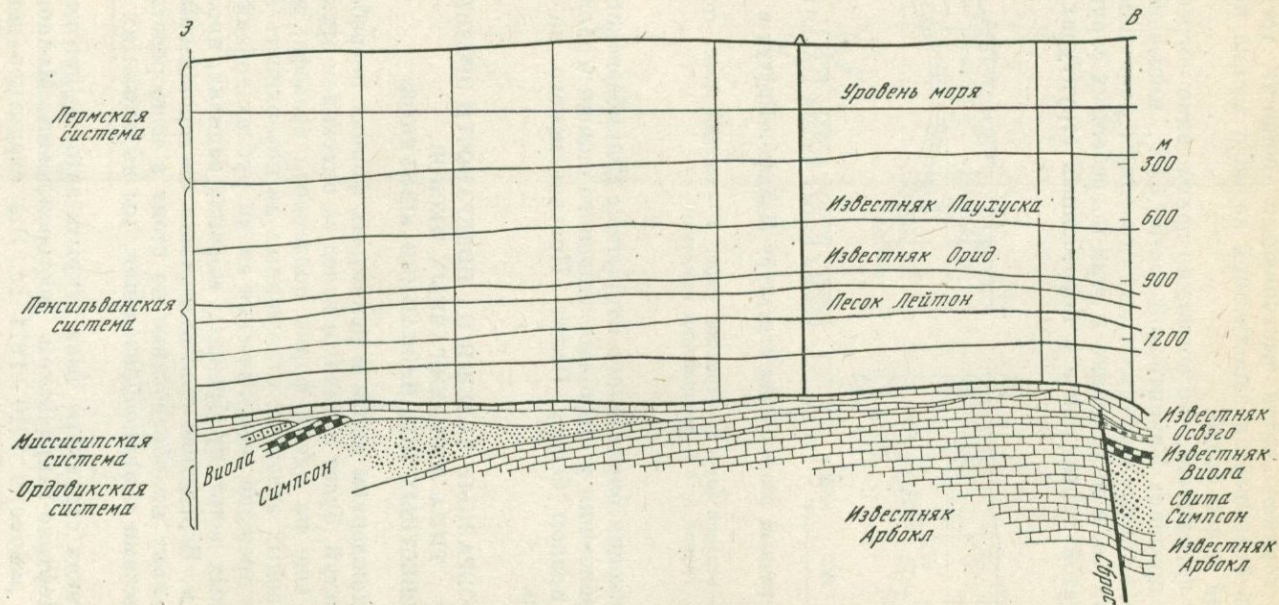 З
В
Пермская
система
Уровень моря
м
300
Известняк Паухуска
600
Известняк Орид
900
Пенсильванская
система
Песок Лейтон
1200
Миссисипская
система
Виола
Ордовикская
система
Симпсон
Известняк
Арбокл
Сброс
Известняк
Освэго
Известняк
Виола
Свита
Симпсон
Известняк
Арбокл